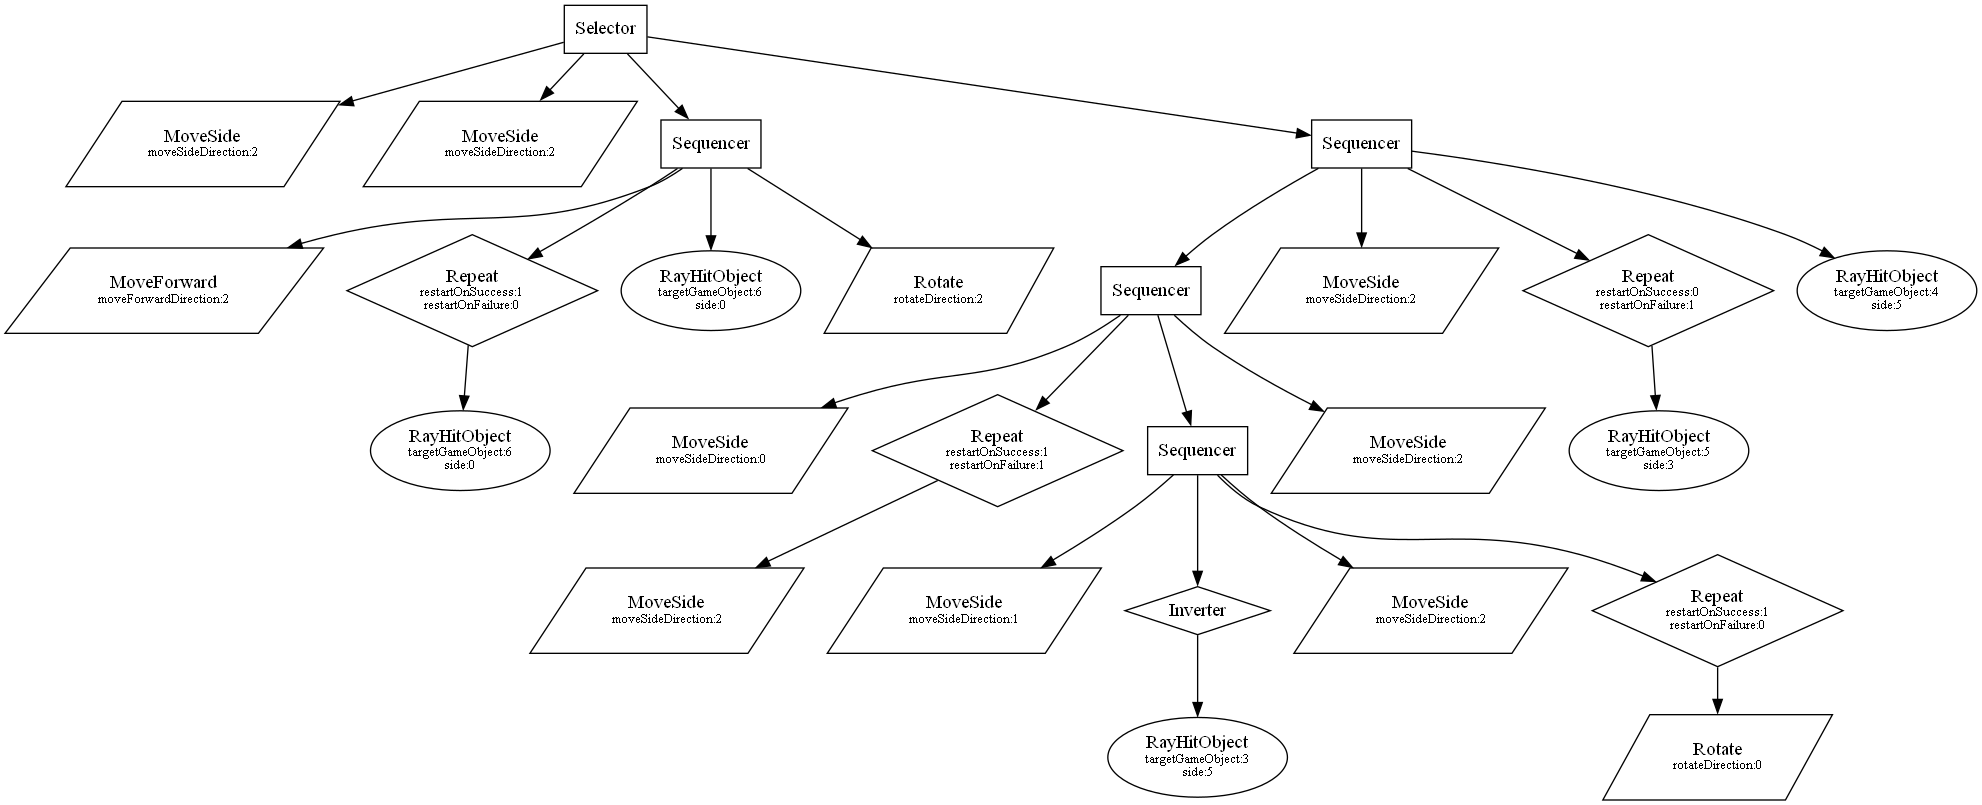 Selector
MoveSide
moveSideDirection:2
MoveSide
moveSideDirection:2
Sequencer
Sequencer
MoveForward
moveForwardDirection:2
Repeat
restartOnSuccess:1
restartOnFailure:0
RayHitObject
targetGameObject:6
side:0
Rotate
rotateDirection:2
Sequencer
MoveSide
moveSideDirection:2
Repeat
restartOnSuccess:0
restartOnFailure:1
RayHitObject
targetGameObject:4
side:5
RayHitObject
targetGameObject:6
side:0
MoveSide
moveSideDirection:0
Repeat
restartOnSuccess:1
restartOnFailure:1
Sequencer
MoveSide
moveSideDirection:2
RayHitObject
targetGameObject:5
side:3
MoveSide
moveSideDirection:2
MoveSide
moveSideDirection:1
Inverter
MoveSide
moveSideDirection:2
Repeat
restartOnSuccess:1
restartOnFailure:0
RayHitObject
targetGameObject:3
side:5
Rotate
rotateDirection:0